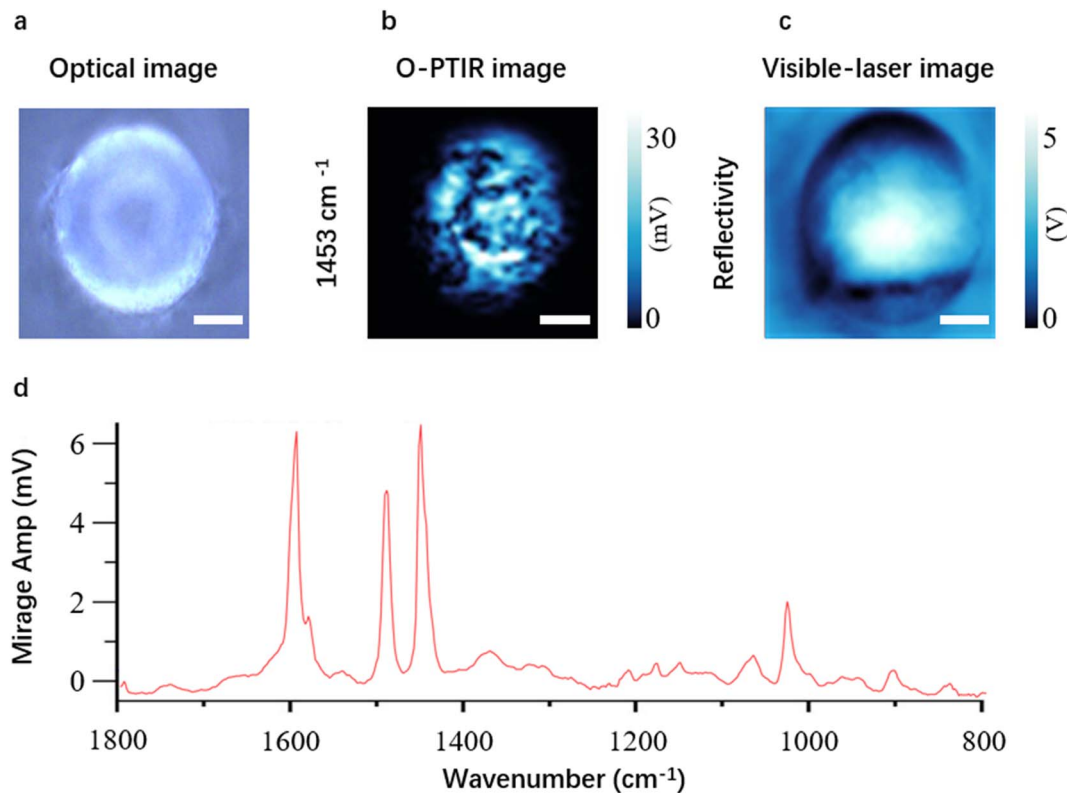 a
b
c
Optical image
O-PTIR image
Visible-laser image
1453 cm⁻¹
30
(mV)
0
Reflectivity
5
(V)
0
d
Mirage Amp (mV)
6
4
2
0
1800
1600
1400
1200
1000
800
Wavenumber (cm⁻¹)